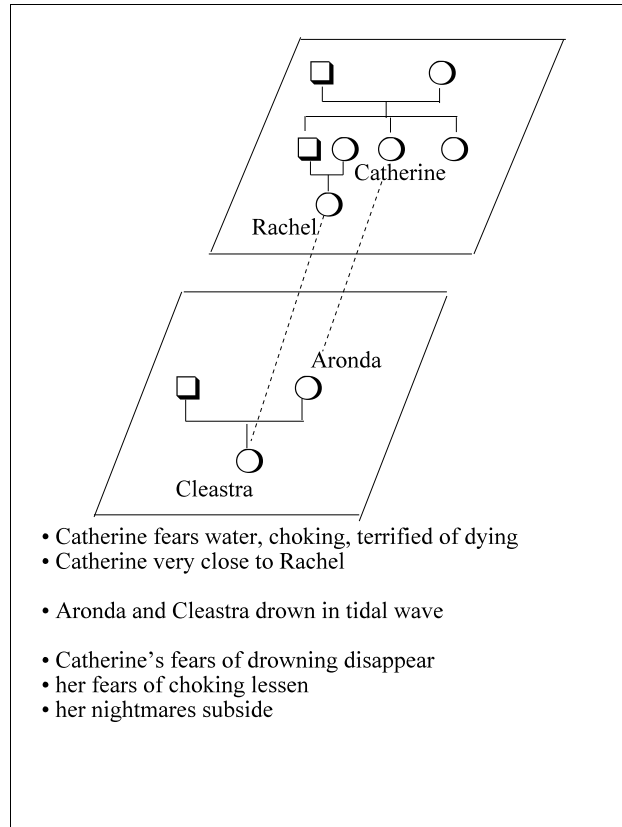 Catherine
Rachel
Aronda
Cleastra
• Catherine fears water, choking, terrified of dying
• Catherine very close to Rachel
• Aronda and Cleastra drown in tidal wave
• Catherine’s fears of drowning disappear
• her fears of choking lessen
• her nightmares subside